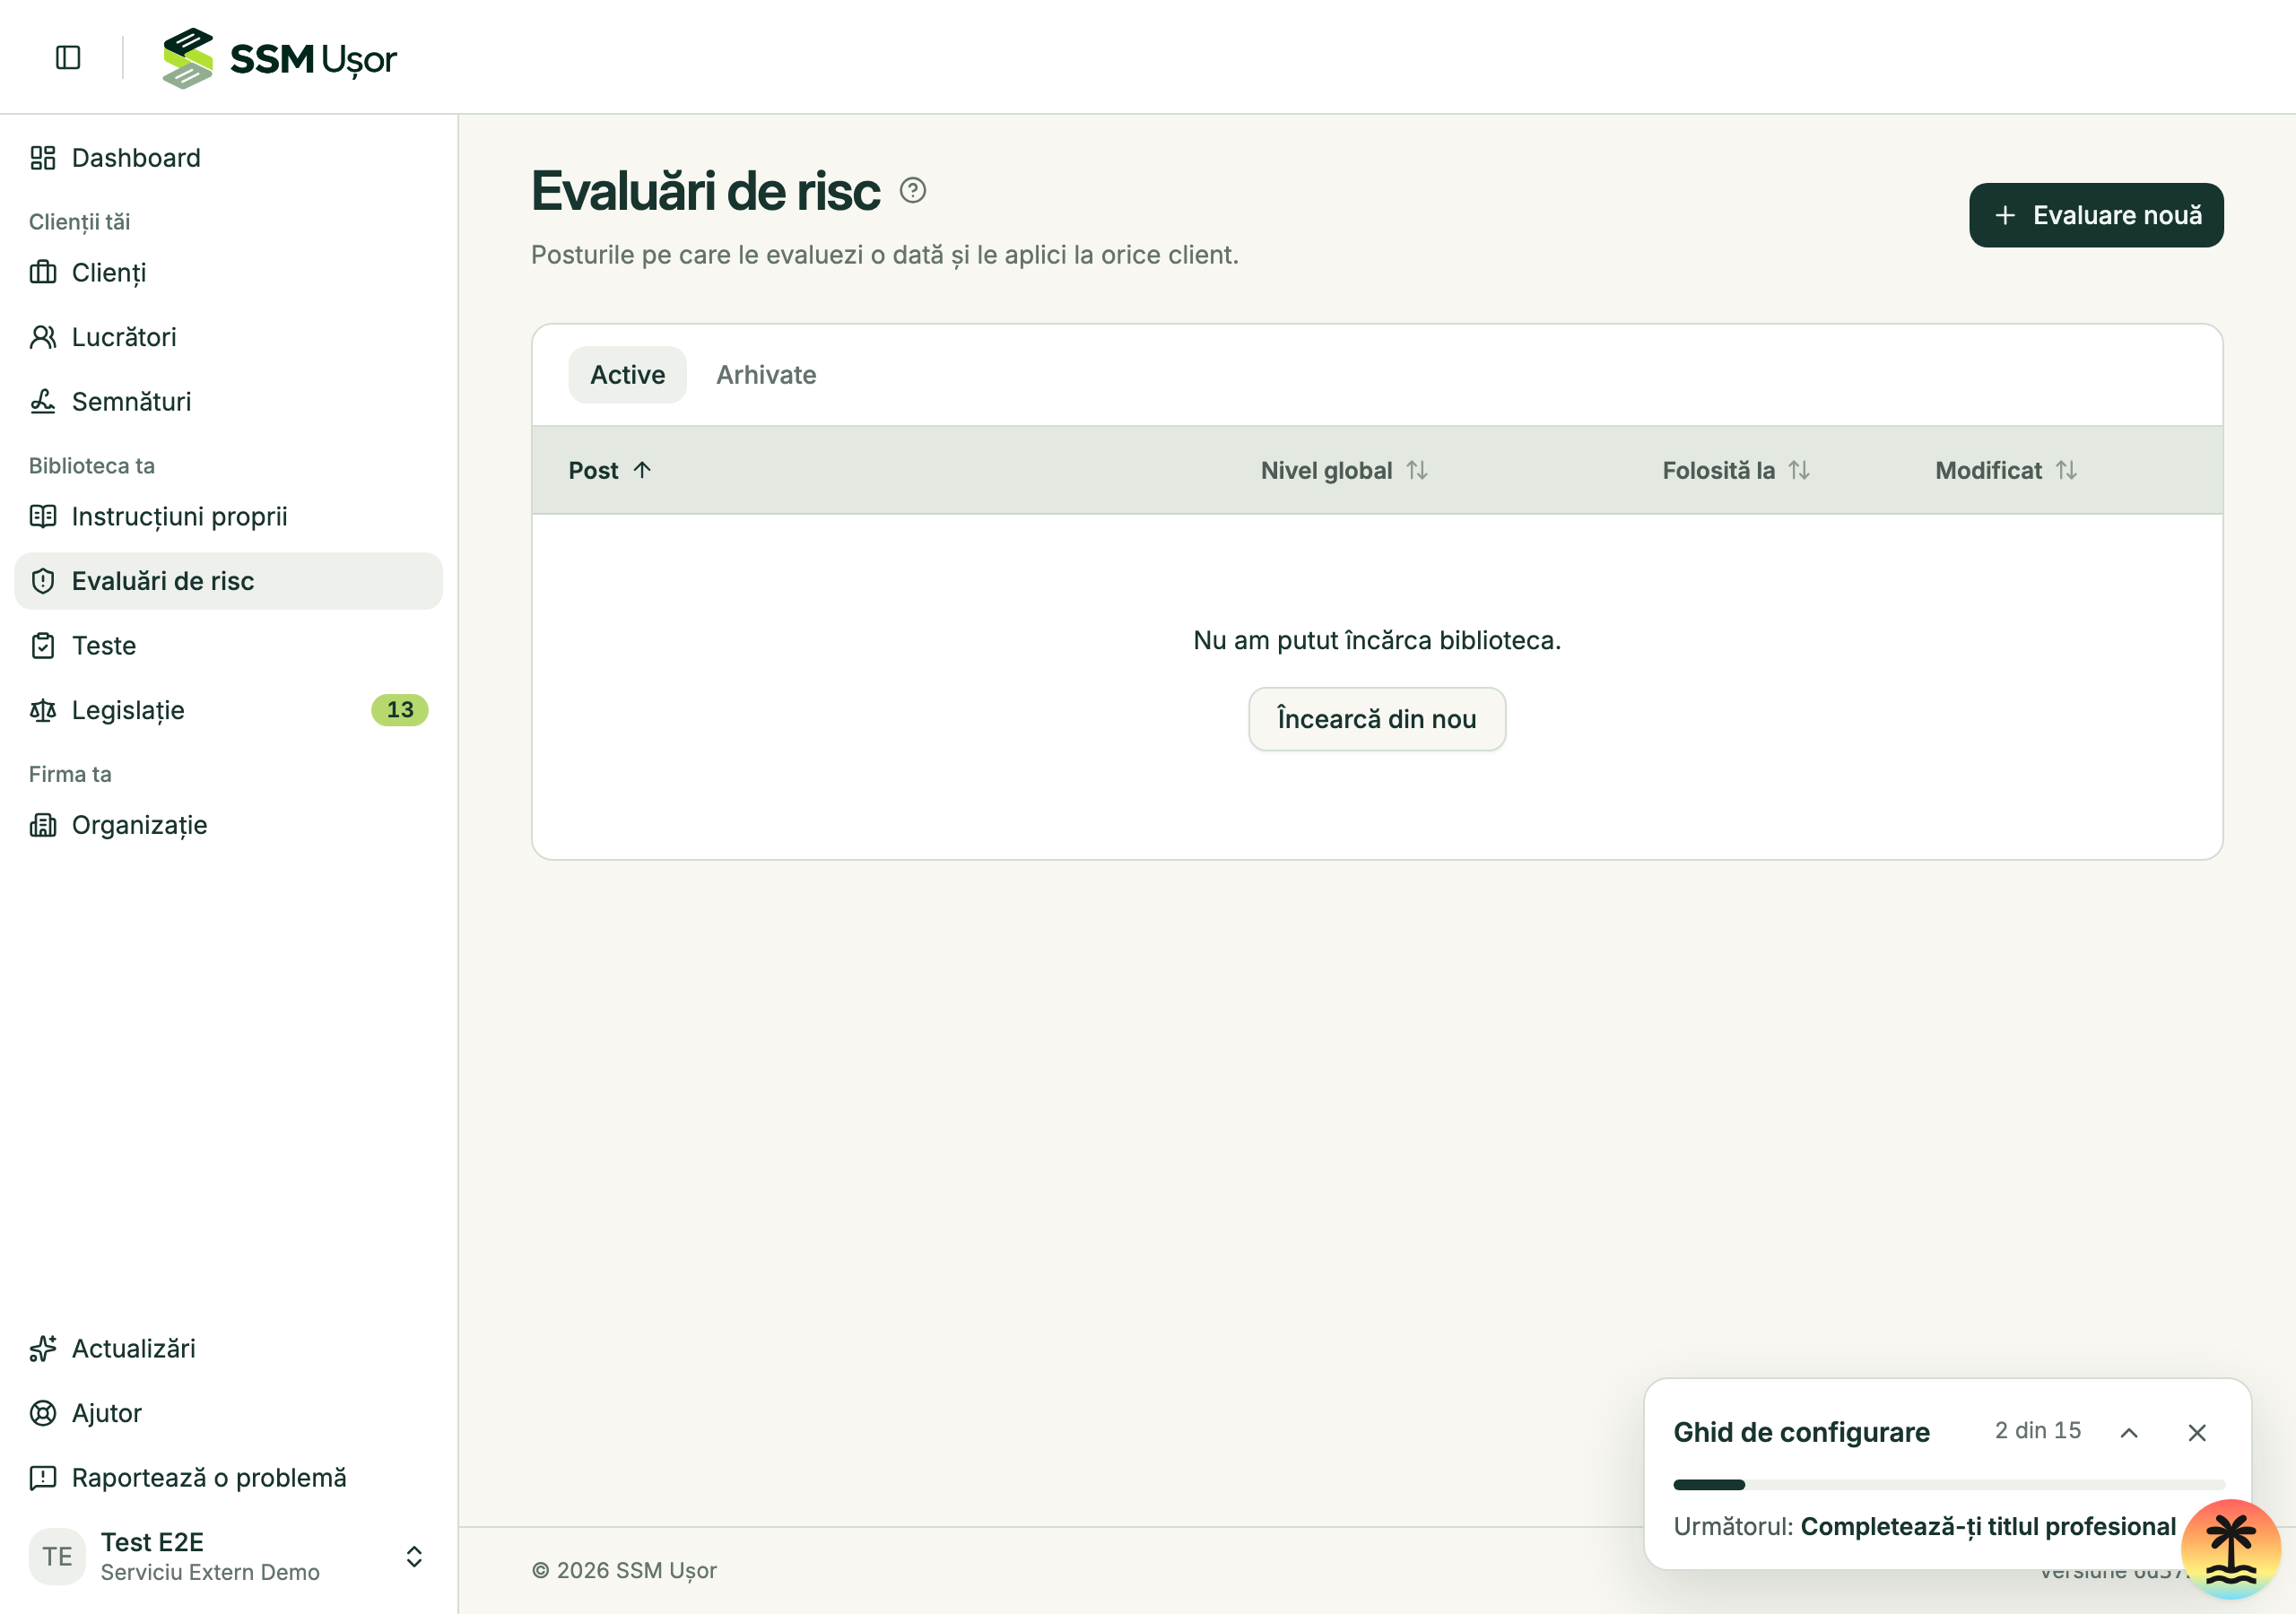 SSM Ușor
Dashboard
Clienții tăi
Clienți
Lucrători
Semnături
Biblioteca ta
Instrucțiuni proprii
Evaluări de risc
Teste
Legislație 13
Firma ta
Organizație
Actualizări
Ajutor
Raportează o problemă
TE
Test E2E
Serviciu Extern Demo
Evaluări de risc
Posturile pe care le evaluezi o dată și le aplici la orice client.
+ Evaluare nouă
Active Arhivate
Post Nivel global Folosită la Modificat
Nu am putut încărca biblioteca.
Încearcă din nou
Ghid de configurare 2 din 15
Următorul: Completează-ți titlul profesional
© 2026 SSM Ușor